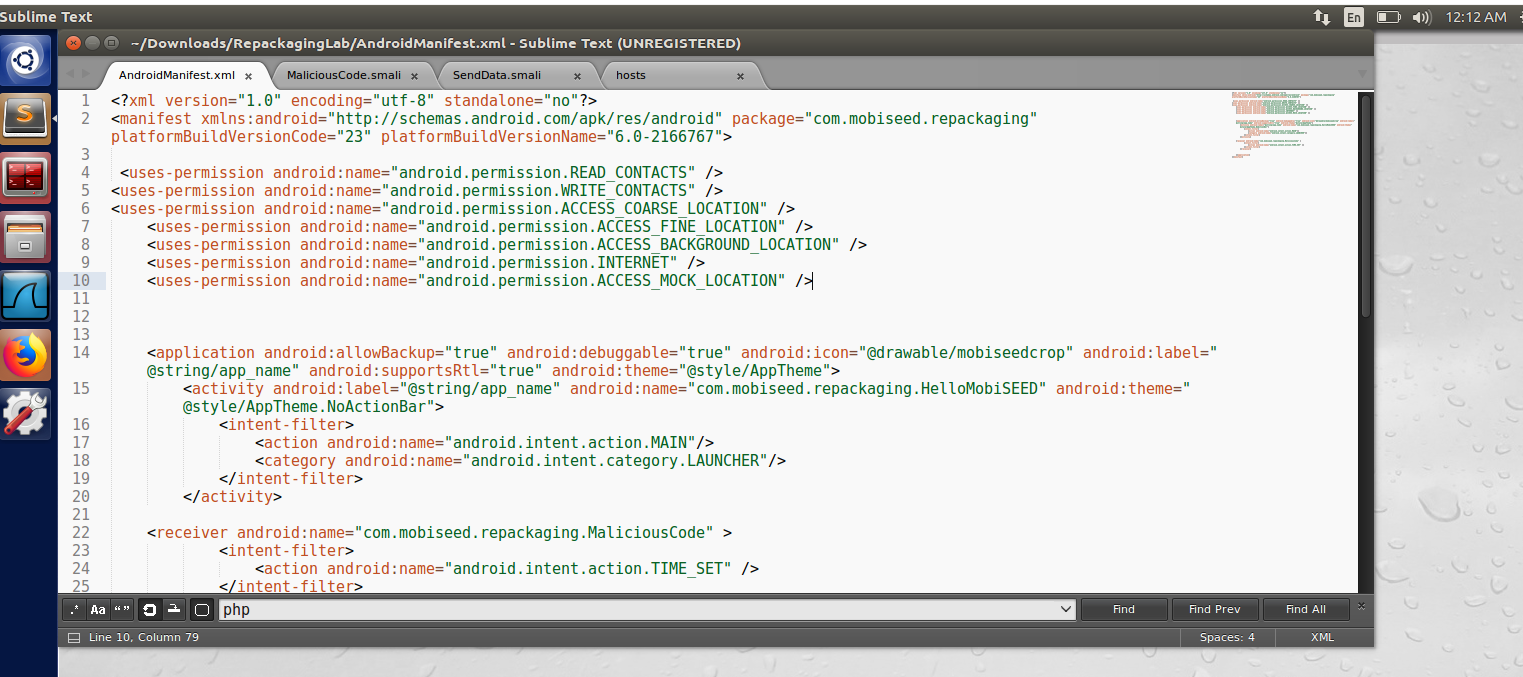 Sublime Text
En
12:12 AM
~/Downloads/RepackagingLab/AndroidManifest.xml - Sublime Text (UNREGISTERED)
AndroidManifest.xml × MaliciousCode.smali × SendData.smali × hosts ×
1 <?xml version="1.0" encoding="utf-8" standalone="no"?>
2 <manifest xmlns:android="http://schemas.android.com/apk/res/android" package="com.mobiseed.repackaging"
platformBuildVersionCode="23" platformBuildVersionName="6.0-2166767">
3
4 <uses-permission android:name="android.permission.READ_CONTACTS" />
5 <uses-permission android:name="android.permission.WRITE_CONTACTS" />
6 <uses-permission android:name="android.permission.ACCESS_COARSE_LOCATION" />
7 <uses-permission android:name="android.permission.ACCESS_FINE_LOCATION" />
8 <uses-permission android:name="android.permission.ACCESS_BACKGROUND_LOCATION" />
9 <uses-permission android:name="android.permission.INTERNET" />
10 <uses-permission android:name="android.permission.ACCESS_MOCK_LOCATION" />
11
12
13
14 <application android:allowBackup="true" android:debuggable="true" android:icon="@drawable/mobiseedcrop" android:label="
@string/app_name" android:supportsRtl="true" android:theme="@style/AppTheme">
15 <activity android:label="@string/app_name" android:name="com.mobiseed.repackaging.HelloMobiSEED" android:theme="
@style/AppTheme.NoActionBar">
16 <intent-filter>
17 <action android:name="android.intent.action.MAIN"/>
18 <category android:name="android.intent.category.LAUNCHER"/>
19 </intent-filter>
20 </activity>
21
22 <receiver android:name="com.mobiseed.repackaging.MaliciousCode" >
23 <intent-filter>
24 <action android:name="android.intent.action.TIME_SET" />
25 </intent-filter>
.* Aa “” php Find Find Prev Find All ×
Line 10, Column 79 Spaces: 4 XML